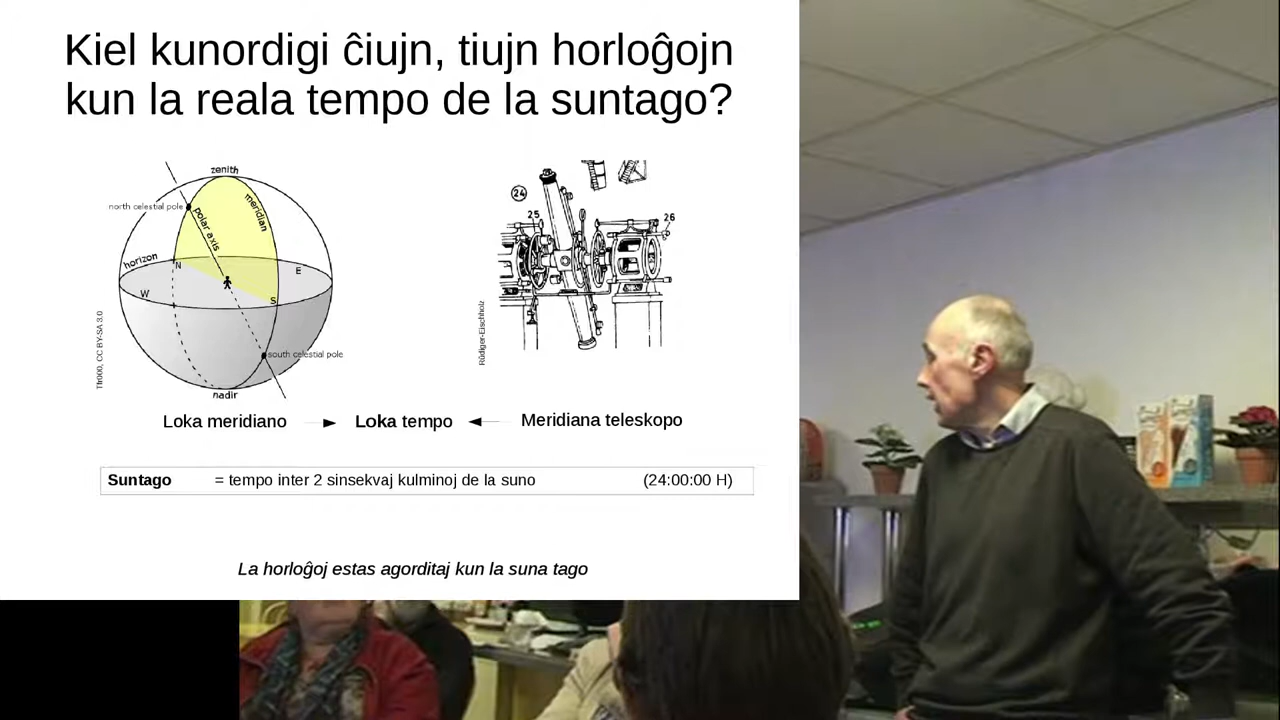 Kiel kunordigi ĉiujn, tiujn horloĝojn
kun la reala tempo de la suntago?
zenith
north celestial pole
polar axis
meridian
horizon
N
E
W
S
south celestial pole
nadir
Tfr000, CC BY-SA 3.0
24
25
26
Rüdiger-Eischholz
Loka meridiano
Loka tempo
Meridiana teleskopo
Suntago = tempo inter 2 sinsekvaj kulminoj de la suno (24:00:00 H)
La horloĝoj estas agorditaj kun la suna tago